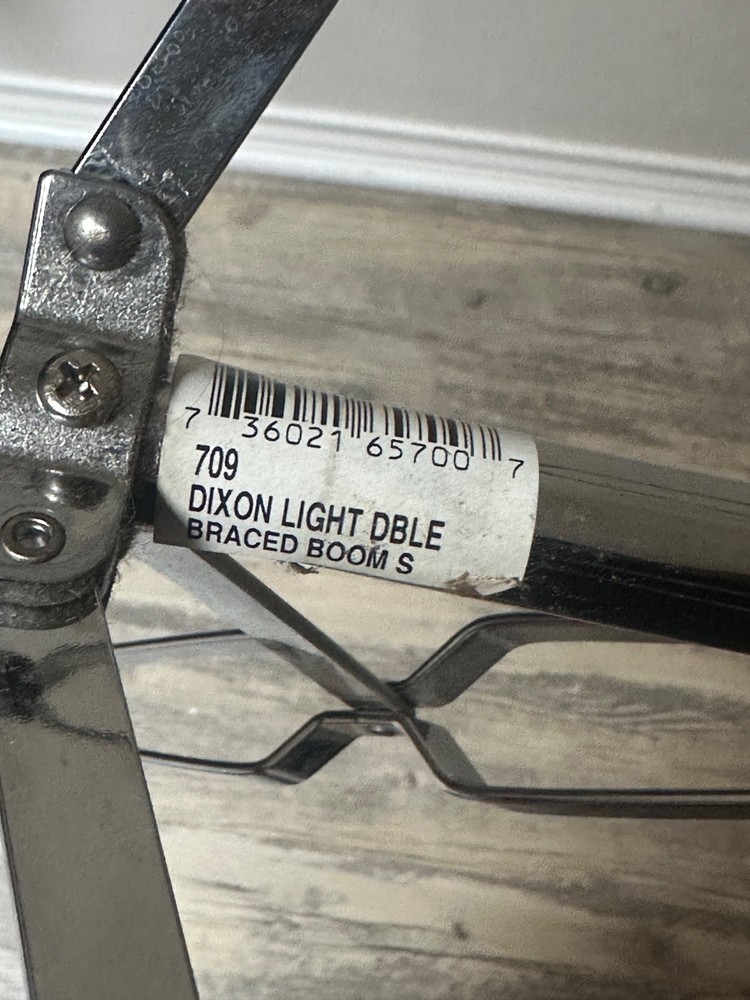 7 36021 65700 7
709
DIXON LIGHT DBLE
BRACED BOOM S